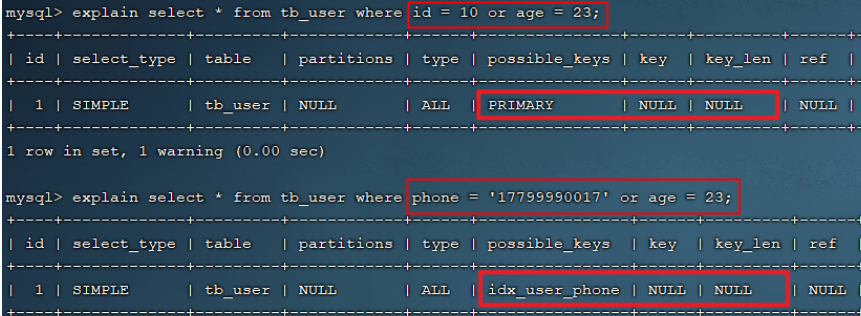 mysql> explain select * from tb_user where id = 10 or age = 23;
+----+-------------+---------+------------+------+---------------+------+---------+------+
| id | select_type | table   | partitions | type | possible_keys | key  | key_len | ref  |
+----+-------------+---------+------------+------+---------------+------+---------+------+
|  1 | SIMPLE      | tb_user | NULL       | ALL  | PRIMARY       | NULL | NULL    | NULL |
+----+-------------+---------+------------+------+---------------+------+---------+------+
1 row in set, 1 warning (0.00 sec)
mysql> explain select * from tb_user where phone = '17799990017' or age = 23;
+----+-------------+---------+------------+------+----------------+------+---------+------+
| id | select_type | table   | partitions | type | possible_keys  | key  | key_len | ref
+----+-------------+---------+------------+------+----------------+------+---------+------+
|  1 | SIMPLE      | tb_user | NULL       | ALL  | idx_user_phone | NULL | NULL    | NULL
+----+-------------+---------+------------+------+----------------+------+---------+------+